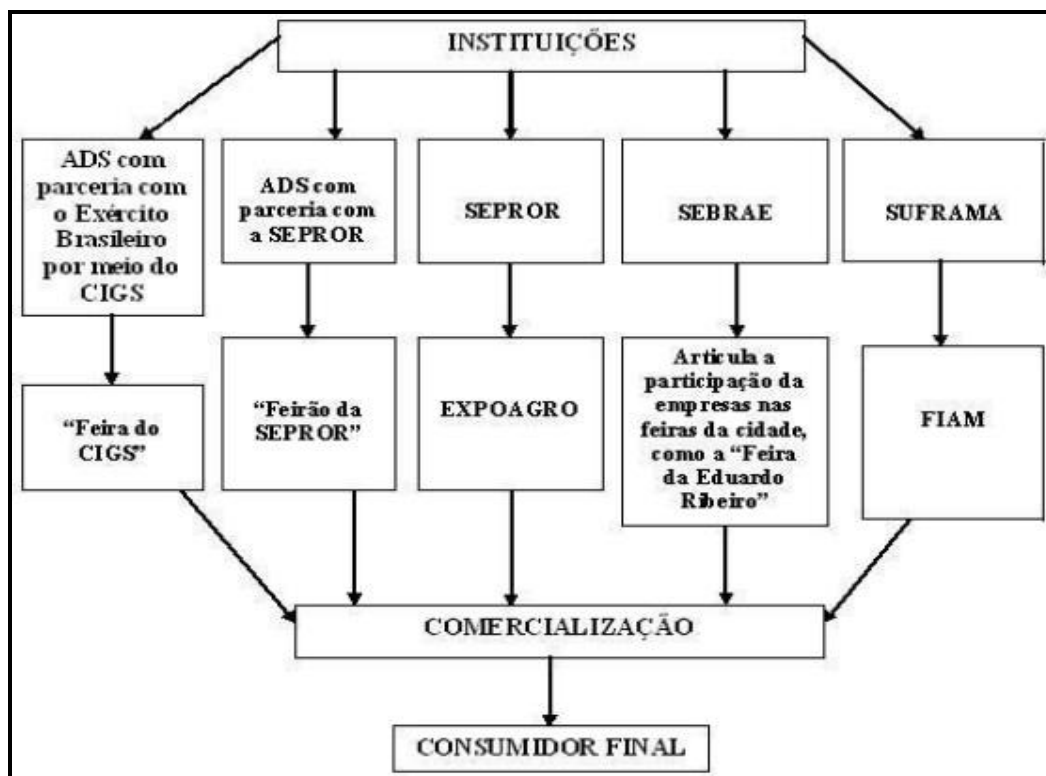 INSTITUIÇÕES
ADS com
parceria com
o Exército
Brasileiro
por meio do
CIGS
ADS com
parceria com
a SEPROR
SEPROR
SEBRAE
SUFRAMA
“Feira do
CIGS”
“Feirão da
SEPROR”
EXPOAGRO
Articula a
participação da
empresas nas
feiras da cidade,
como a “Feira
da Eduardo
Ribeiro”
FIAM
COMERCIALIZAÇÃO
CONSUMIDOR FINAL